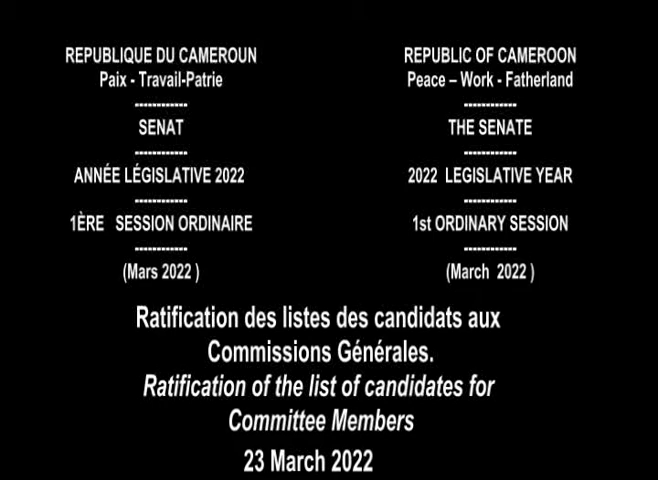 REPUBLIQUE DU CAMEROUN
Paix - Travail-Patrie
------------
SENAT
------------
ANNÉE LÉGISLATIVE 2022
------------
1ÈRE SESSION ORDINAIRE
------------
(Mars 2022 )
REPUBLIC OF CAMEROON
Peace – Work - Fatherland
------------
THE SENATE
------------
2022 LEGISLATIVE YEAR
------------
1st ORDINARY SESSION
------------
(March 2022 )
Ratification des listes des candidats aux
Commissions Générales.
Ratification of the list of candidates for
Committee Members
23 March 2022